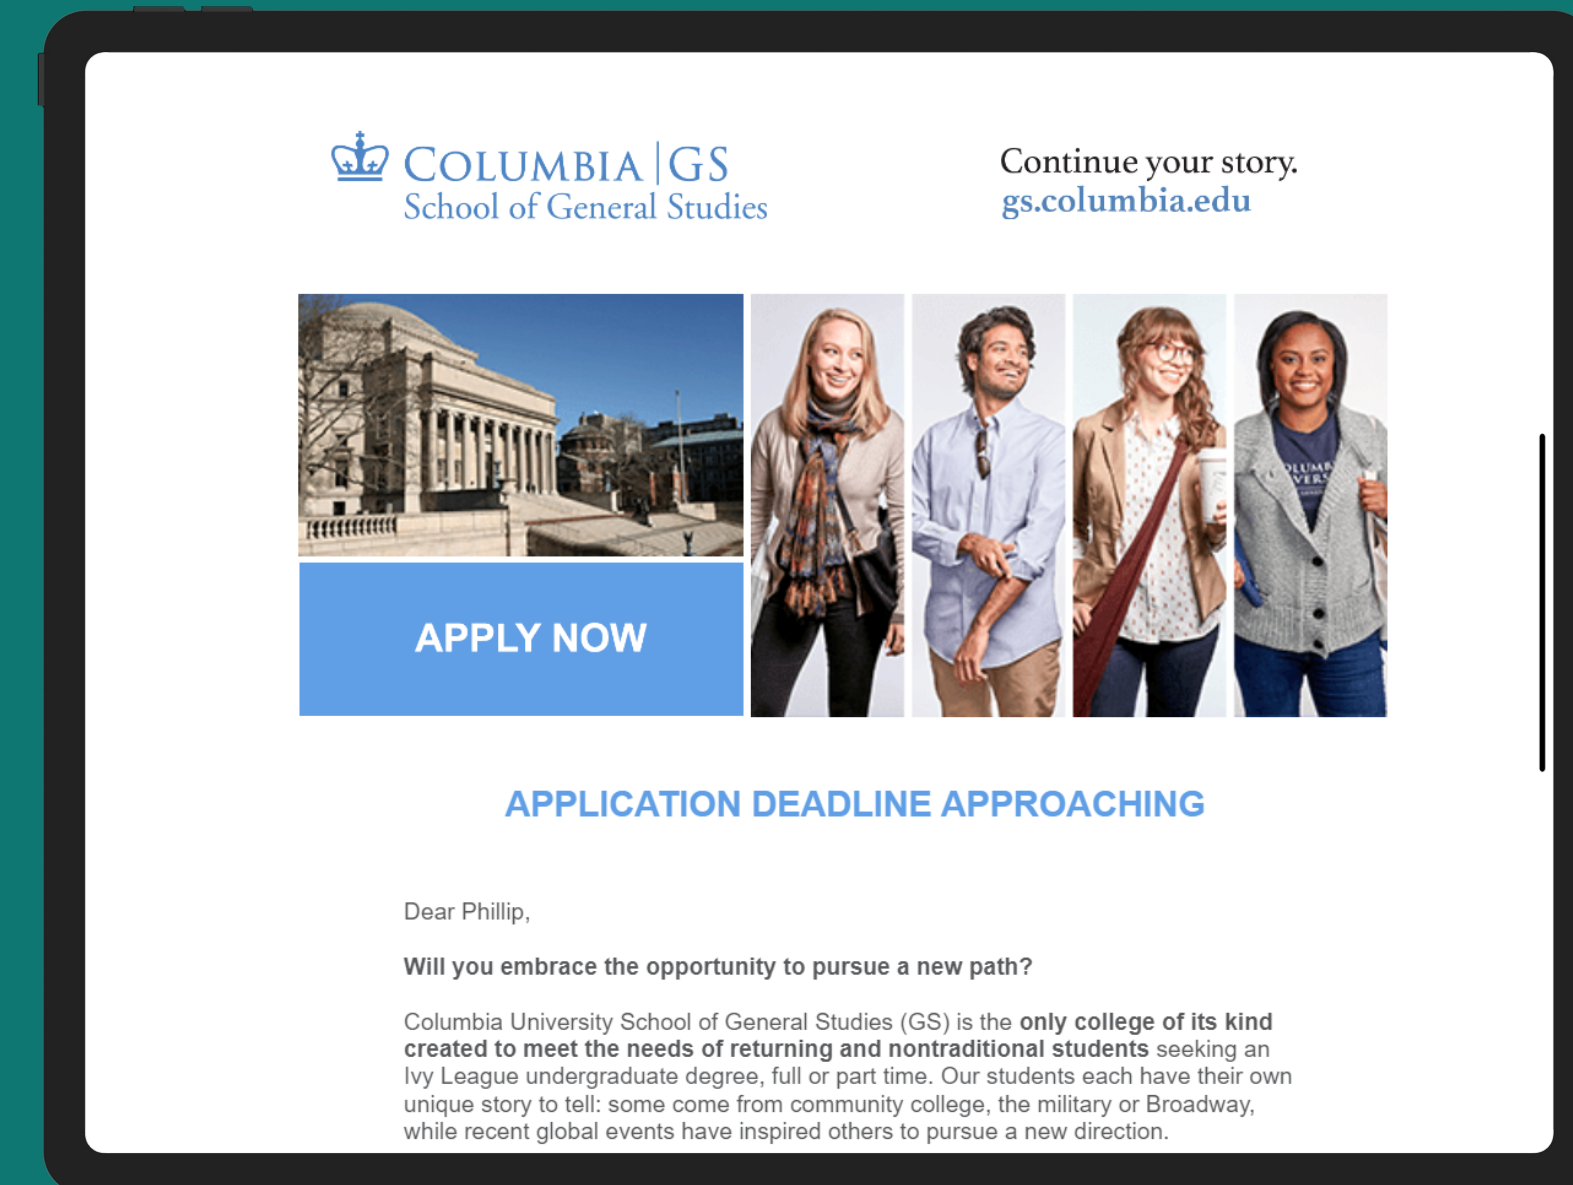 COLUMBIA | GS
School of General Studies
Continue your story.
gs.columbia.edu
APPLY NOW
APPLICATION DEADLINE APPROACHING
Dear Phillip,
Will you embrace the opportunity to pursue a new path?
Columbia University School of General Studies (GS) is the only college of its kind
created to meet the needs of returning and nontraditional students seeking an
Ivy League undergraduate degree, full or part time. Our students each have their own
unique story to tell: some come from community college, the military or Broadway,
while recent global events have inspired others to pursue a new direction.